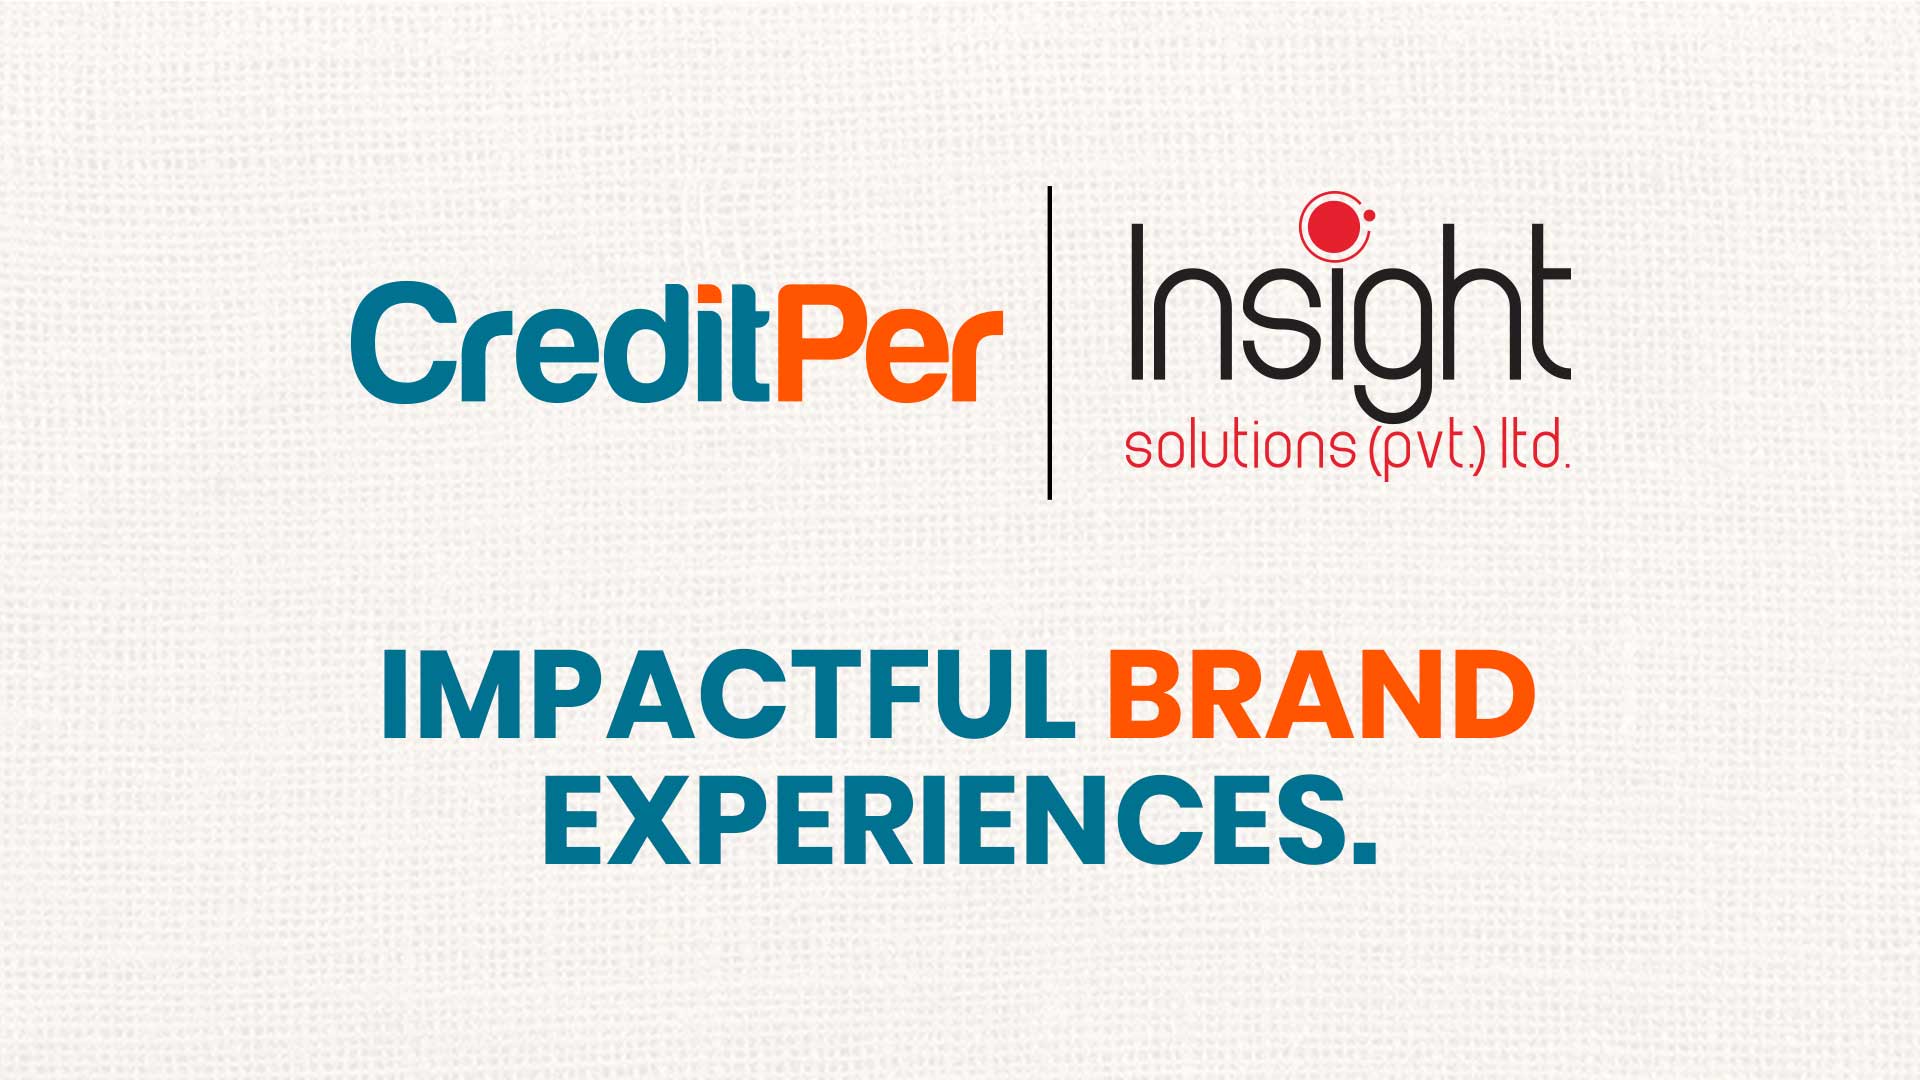 CreditPer
Insight
solutions (pvt.) ltd.
IMPACTFUL BRAND
EXPERIENCES.